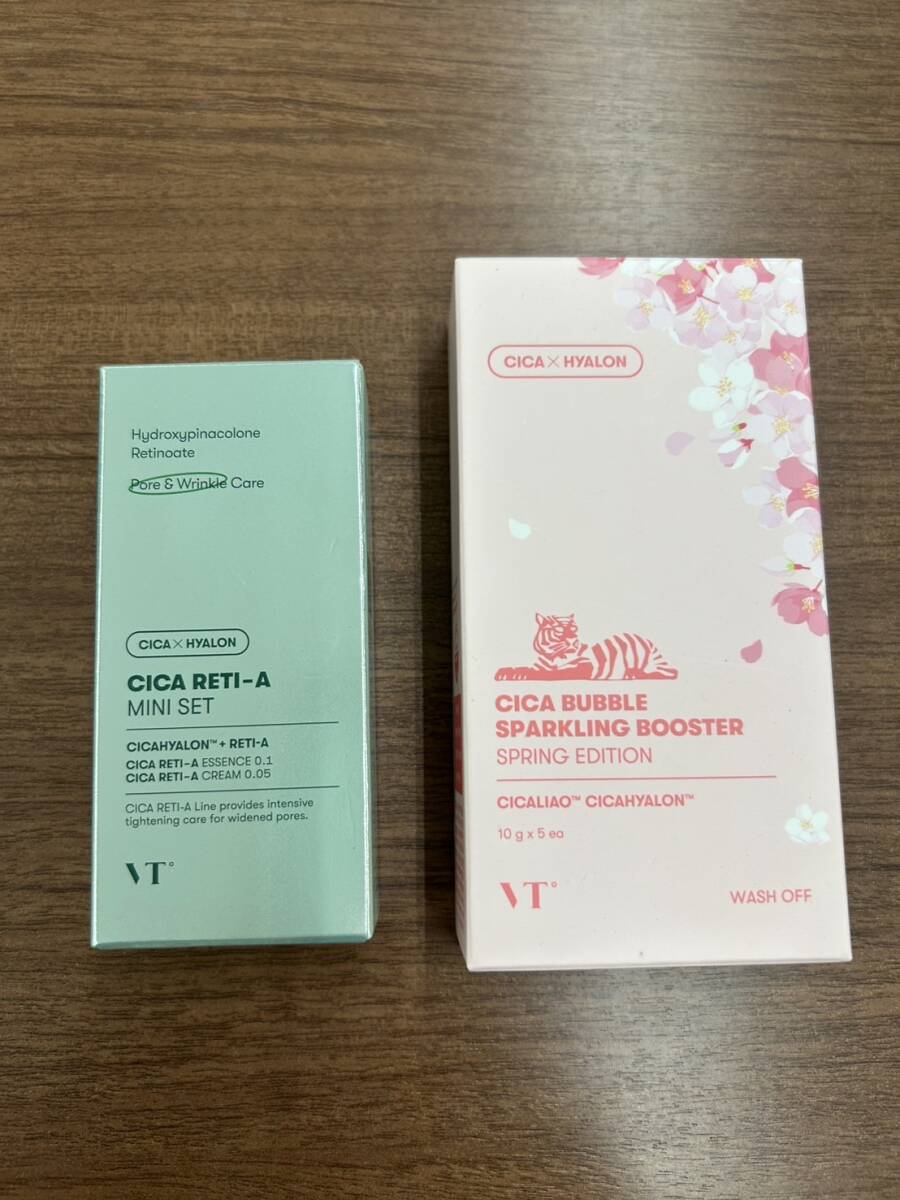 Hydroxypinacolone
Retinoate
Pore & Wrinkle Care
CICA×HYALON
CICA RETI-A
MINI SET
CICAHYALON™ + RETI-A
CICA RETI-A ESSENCE 0.1
CICA RETI-A CREAM 0.05
CICA RETI-A Line provides intensive
tightening care for widened pores.
VT°
CICA×HYALON
CICA BUBBLE
SPARKLING BOOSTER
SPRING EDITION
CICALIAO™ CICAHYALON™
10 g x 5 ea
VT°
WASH OFF